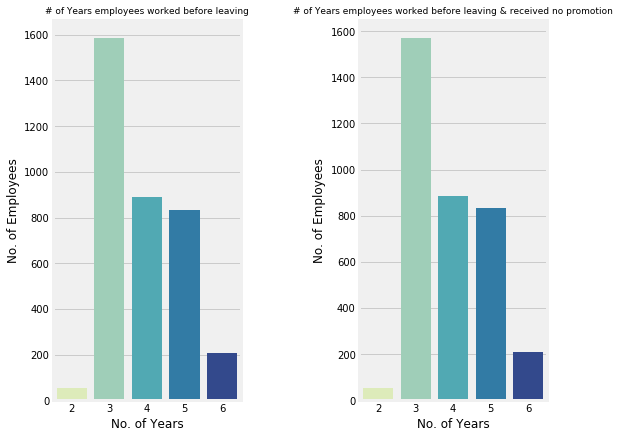 # of Years employees worked before leaving
# of Years employees worked before leaving & received no promotion
No. of Employees
1600
1400
1200
1000
800
600
400
200
0
2 3 4 5 6
No. of Years
No. of Employees
1600
1400
1200
1000
800
600
400
200
0
2 3 4 5 6
No. of Years